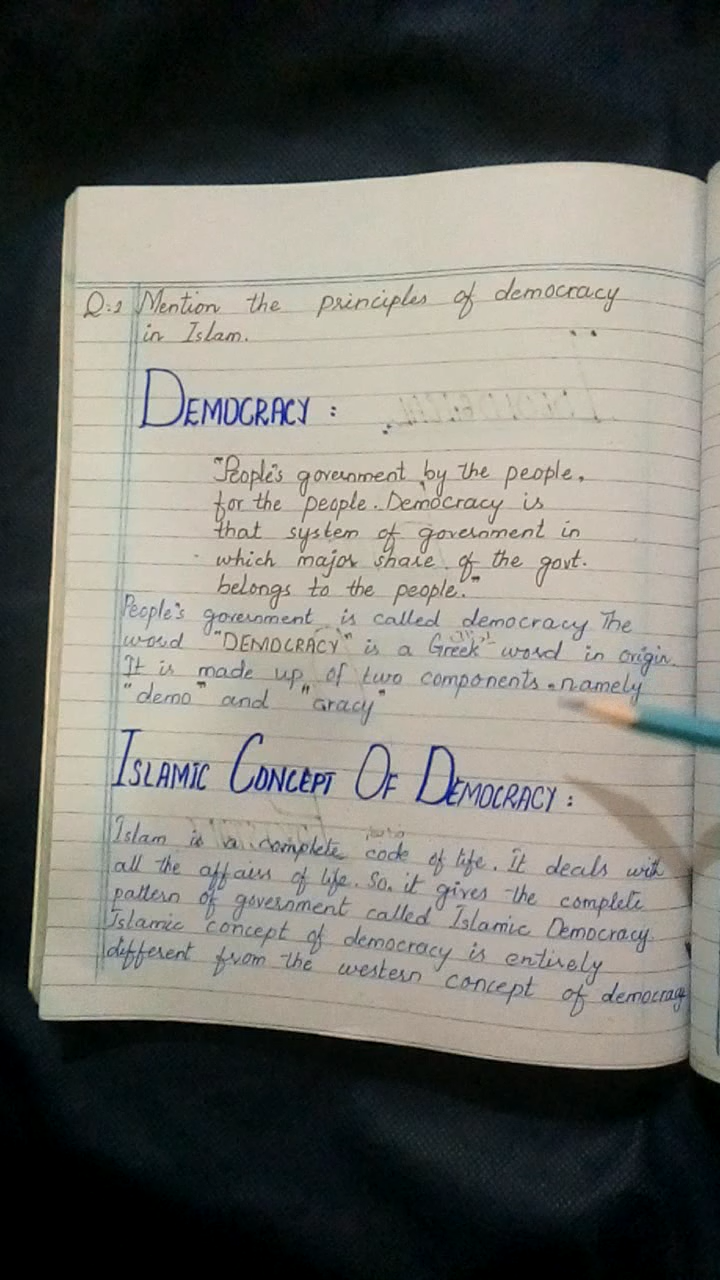 Q:1 Mention the principles of democracy
in Islam.
DEMOCRACY :
"People's government by the people,
for the people. Democracy is
that system of government in
which major share of the govt.
belongs to the people."
People's government is called democracy The
word "DEMOCRACY" is a Greek word in origin.
It is made up of two components namely
"demo" and "cracy"
ISLAMIC CONCEPT OF DEMOCRACY :
Islam is a complete code of life. It deals with
all the affairs of life. So, it gives the complete
pattern of government called Islamic Democracy.
Islamic concept of democracy is entirely
different from the western concept of democracy